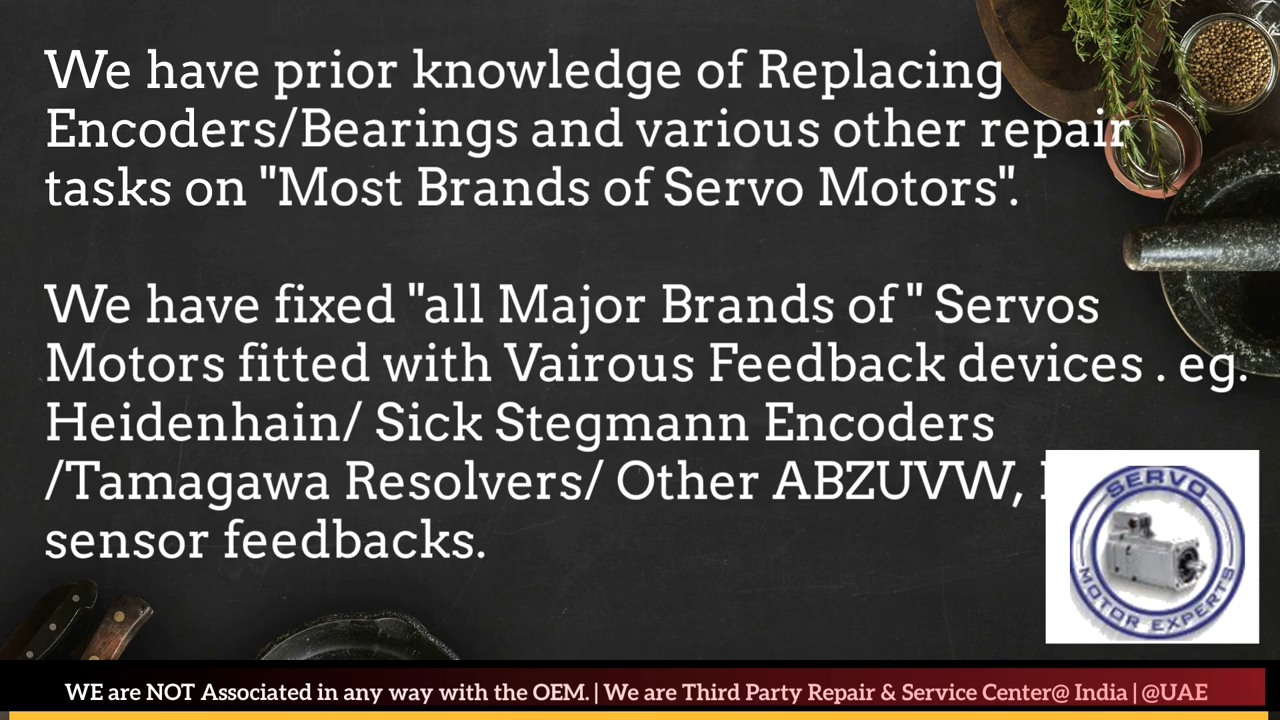 We have prior knowledge of Replacing
Encoders/Bearings and various other repair
tasks on "Most Brands of Servo Motors".
We have fixed "all Major Brands of " Servos
Motors fitted with Vairous Feedback devices . eg.
Heidenhain/ Sick Stegmann Encoders
/Tamagawa Resolvers/ Other ABZUVW,
sensor feedbacks.
SERVO
MOTOR EXPERTS
WE are NOT Associated in any way with the OEM. | We are Third Party Repair & Service Center@ India | @UAE